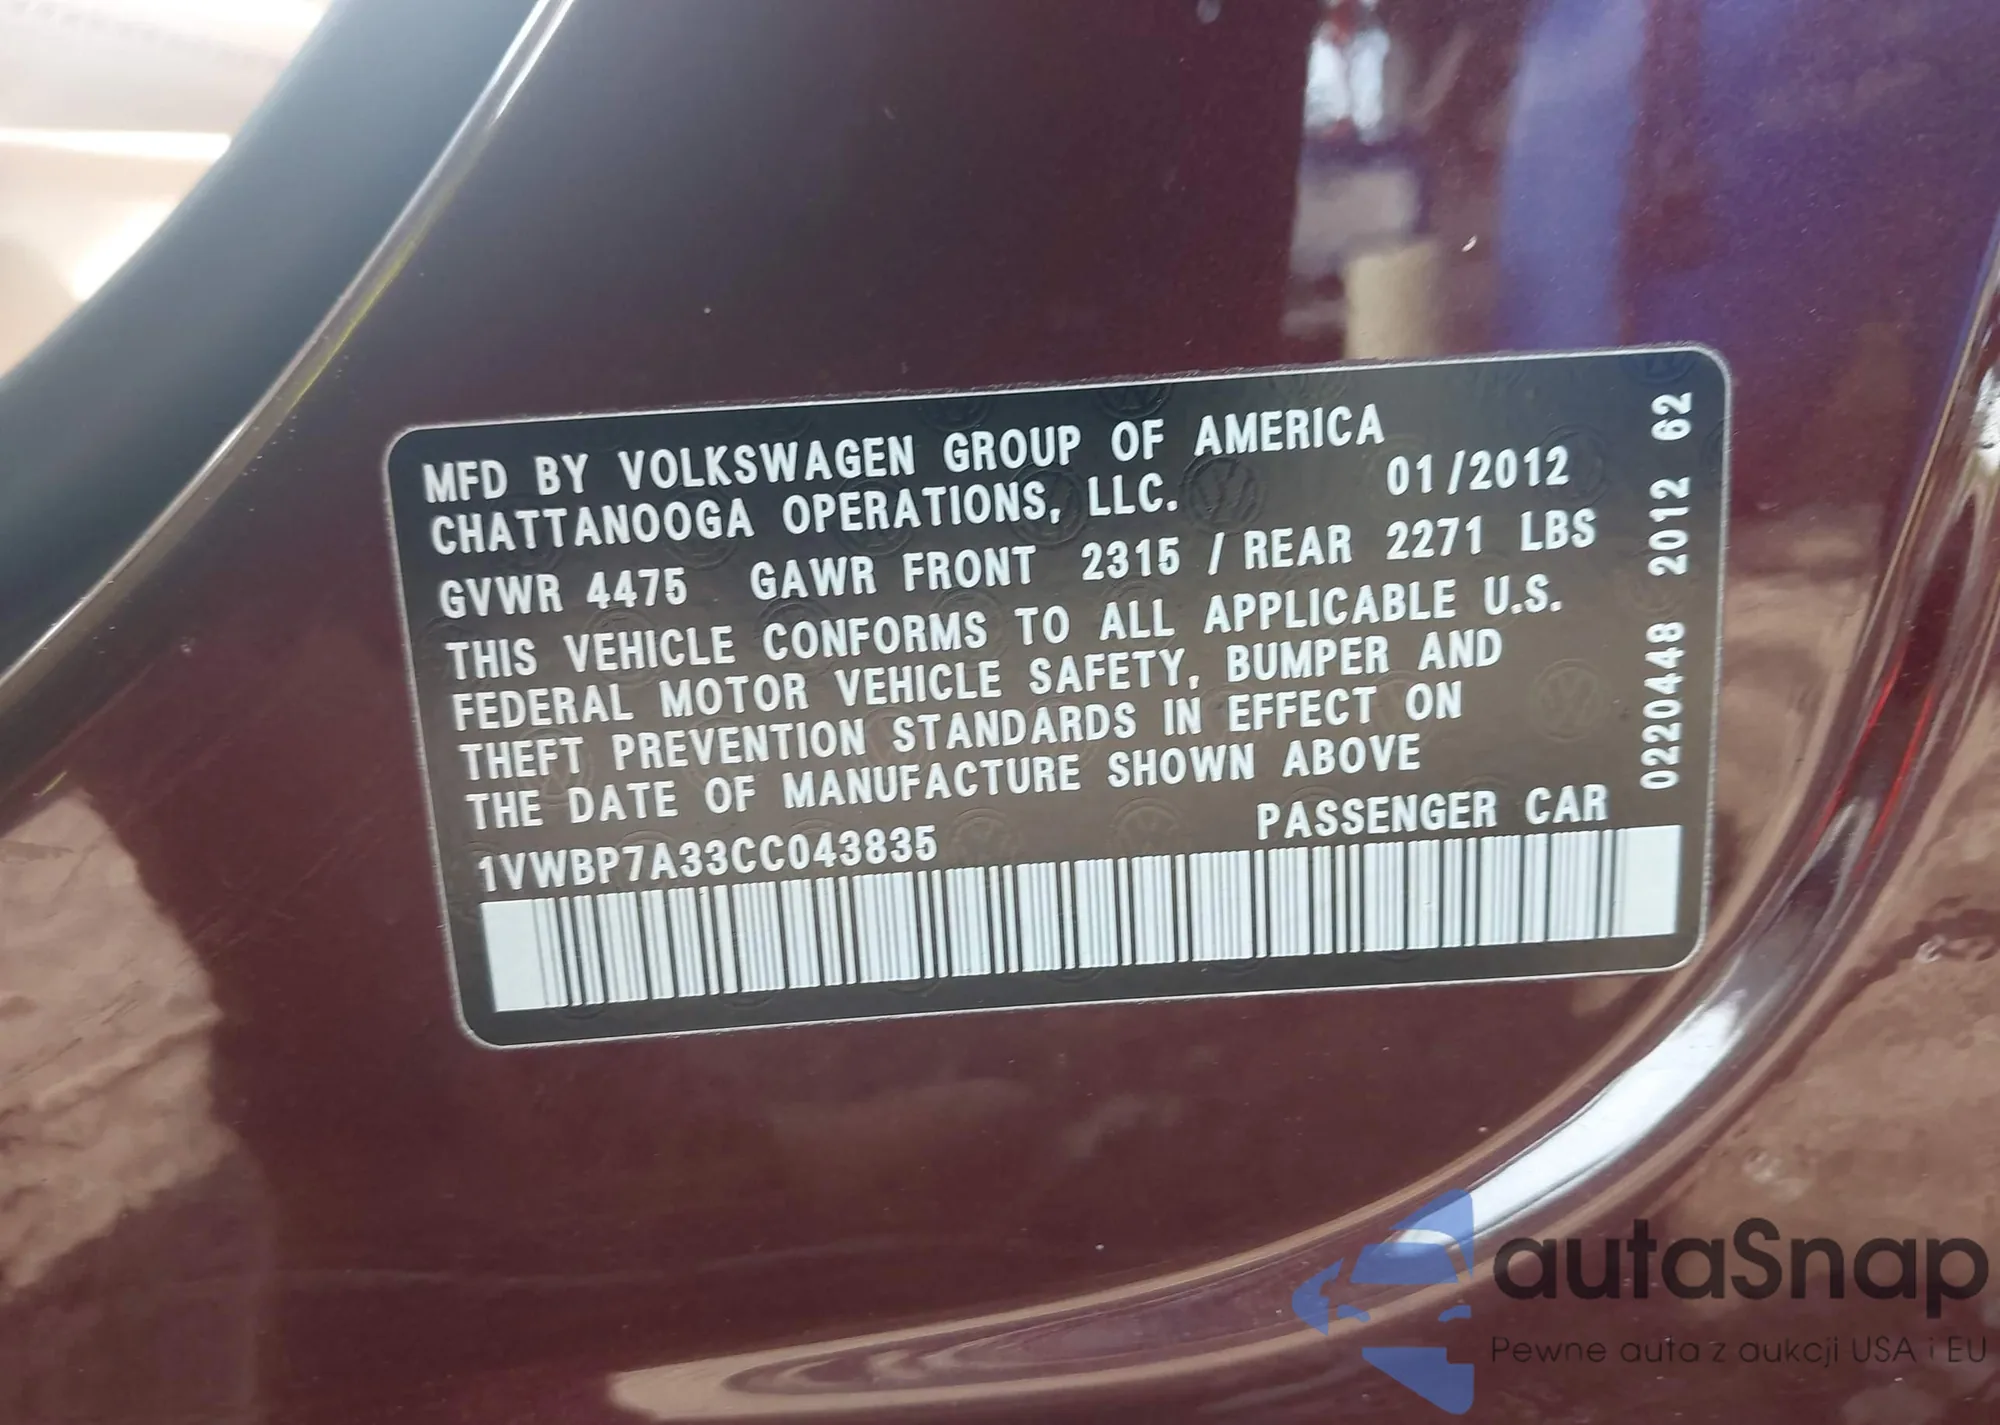 MFD BY VOLKSWAGEN GROUP OF AMERICA
CHATTANOOGA OPERATIONS, LLC. 01/2012
GVWR 4475 GAWR FRONT 2315 / REAR 2271 LBS
THIS VEHICLE CONFORMS TO ALL APPLICABLE U.S.
FEDERAL MOTOR VEHICLE SAFETY, BUMPER AND
THEFT PREVENTION STANDARDS IN EFFECT ON
THE DATE OF MANUFACTURE SHOWN ABOVE
1VWBP7A33CC043835 PASSENGER CAR
0220448 2012 62
autaSnap
Pewne auta z aukcji USA i EU